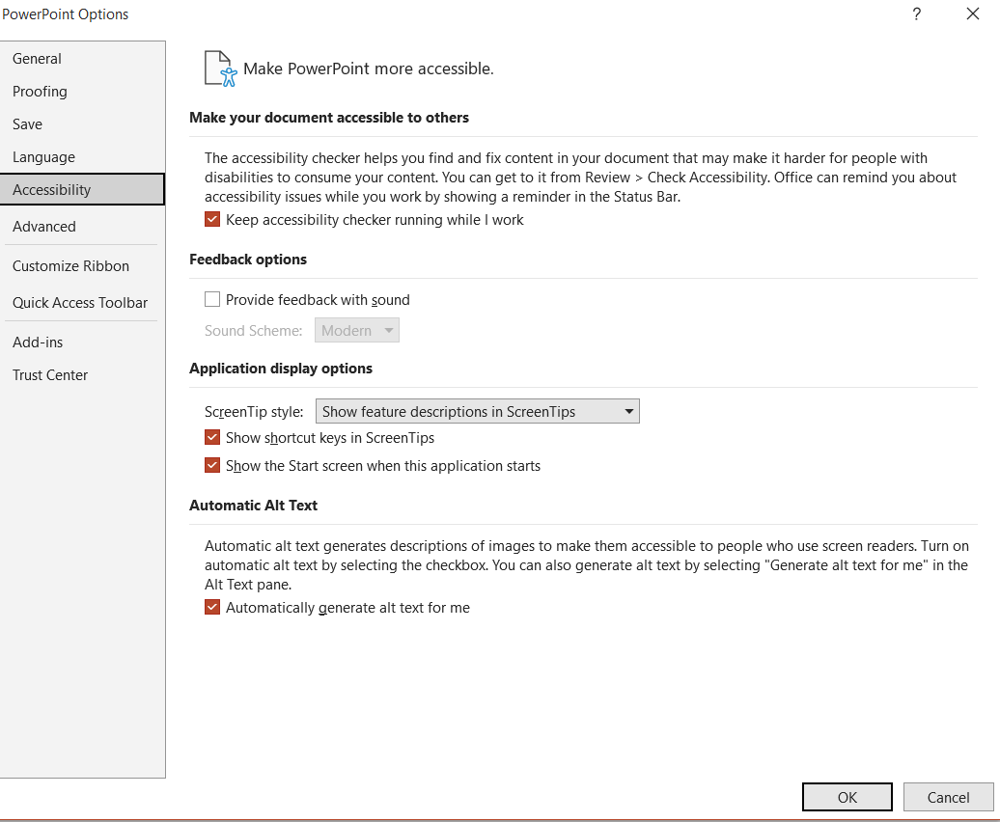 PowerPoint Options
?
General
Proofing
Save
Language
Accessibility
Advanced
Customize Ribbon
Quick Access Toolbar
Add-ins
Trust Center
Make PowerPoint more accessible.
Make your document accessible to others
The accessibility checker helps you find and fix content in your document that may make it harder for people with
disabilities to consume your content. You can get to it from Review > Check Accessibility. Office can remind you about
accessibility issues while you work by showing a reminder in the Status Bar.
Keep accessibility checker running while I work
Feedback options
Provide feedback with sound
Sound Scheme: Modern
Application display options
ScreenTip style: Show feature descriptions in ScreenTips
Show shortcut keys in ScreenTips
Show the Start screen when this application starts
Automatic Alt Text
Automatic alt text generates descriptions of images to make them accessible to people who use screen readers. Turn on
automatic alt text by selecting the checkbox. You can also generate alt text by selecting "Generate alt text for me" in the
Alt Text pane.
Automatically generate alt text for me
OK Cancel